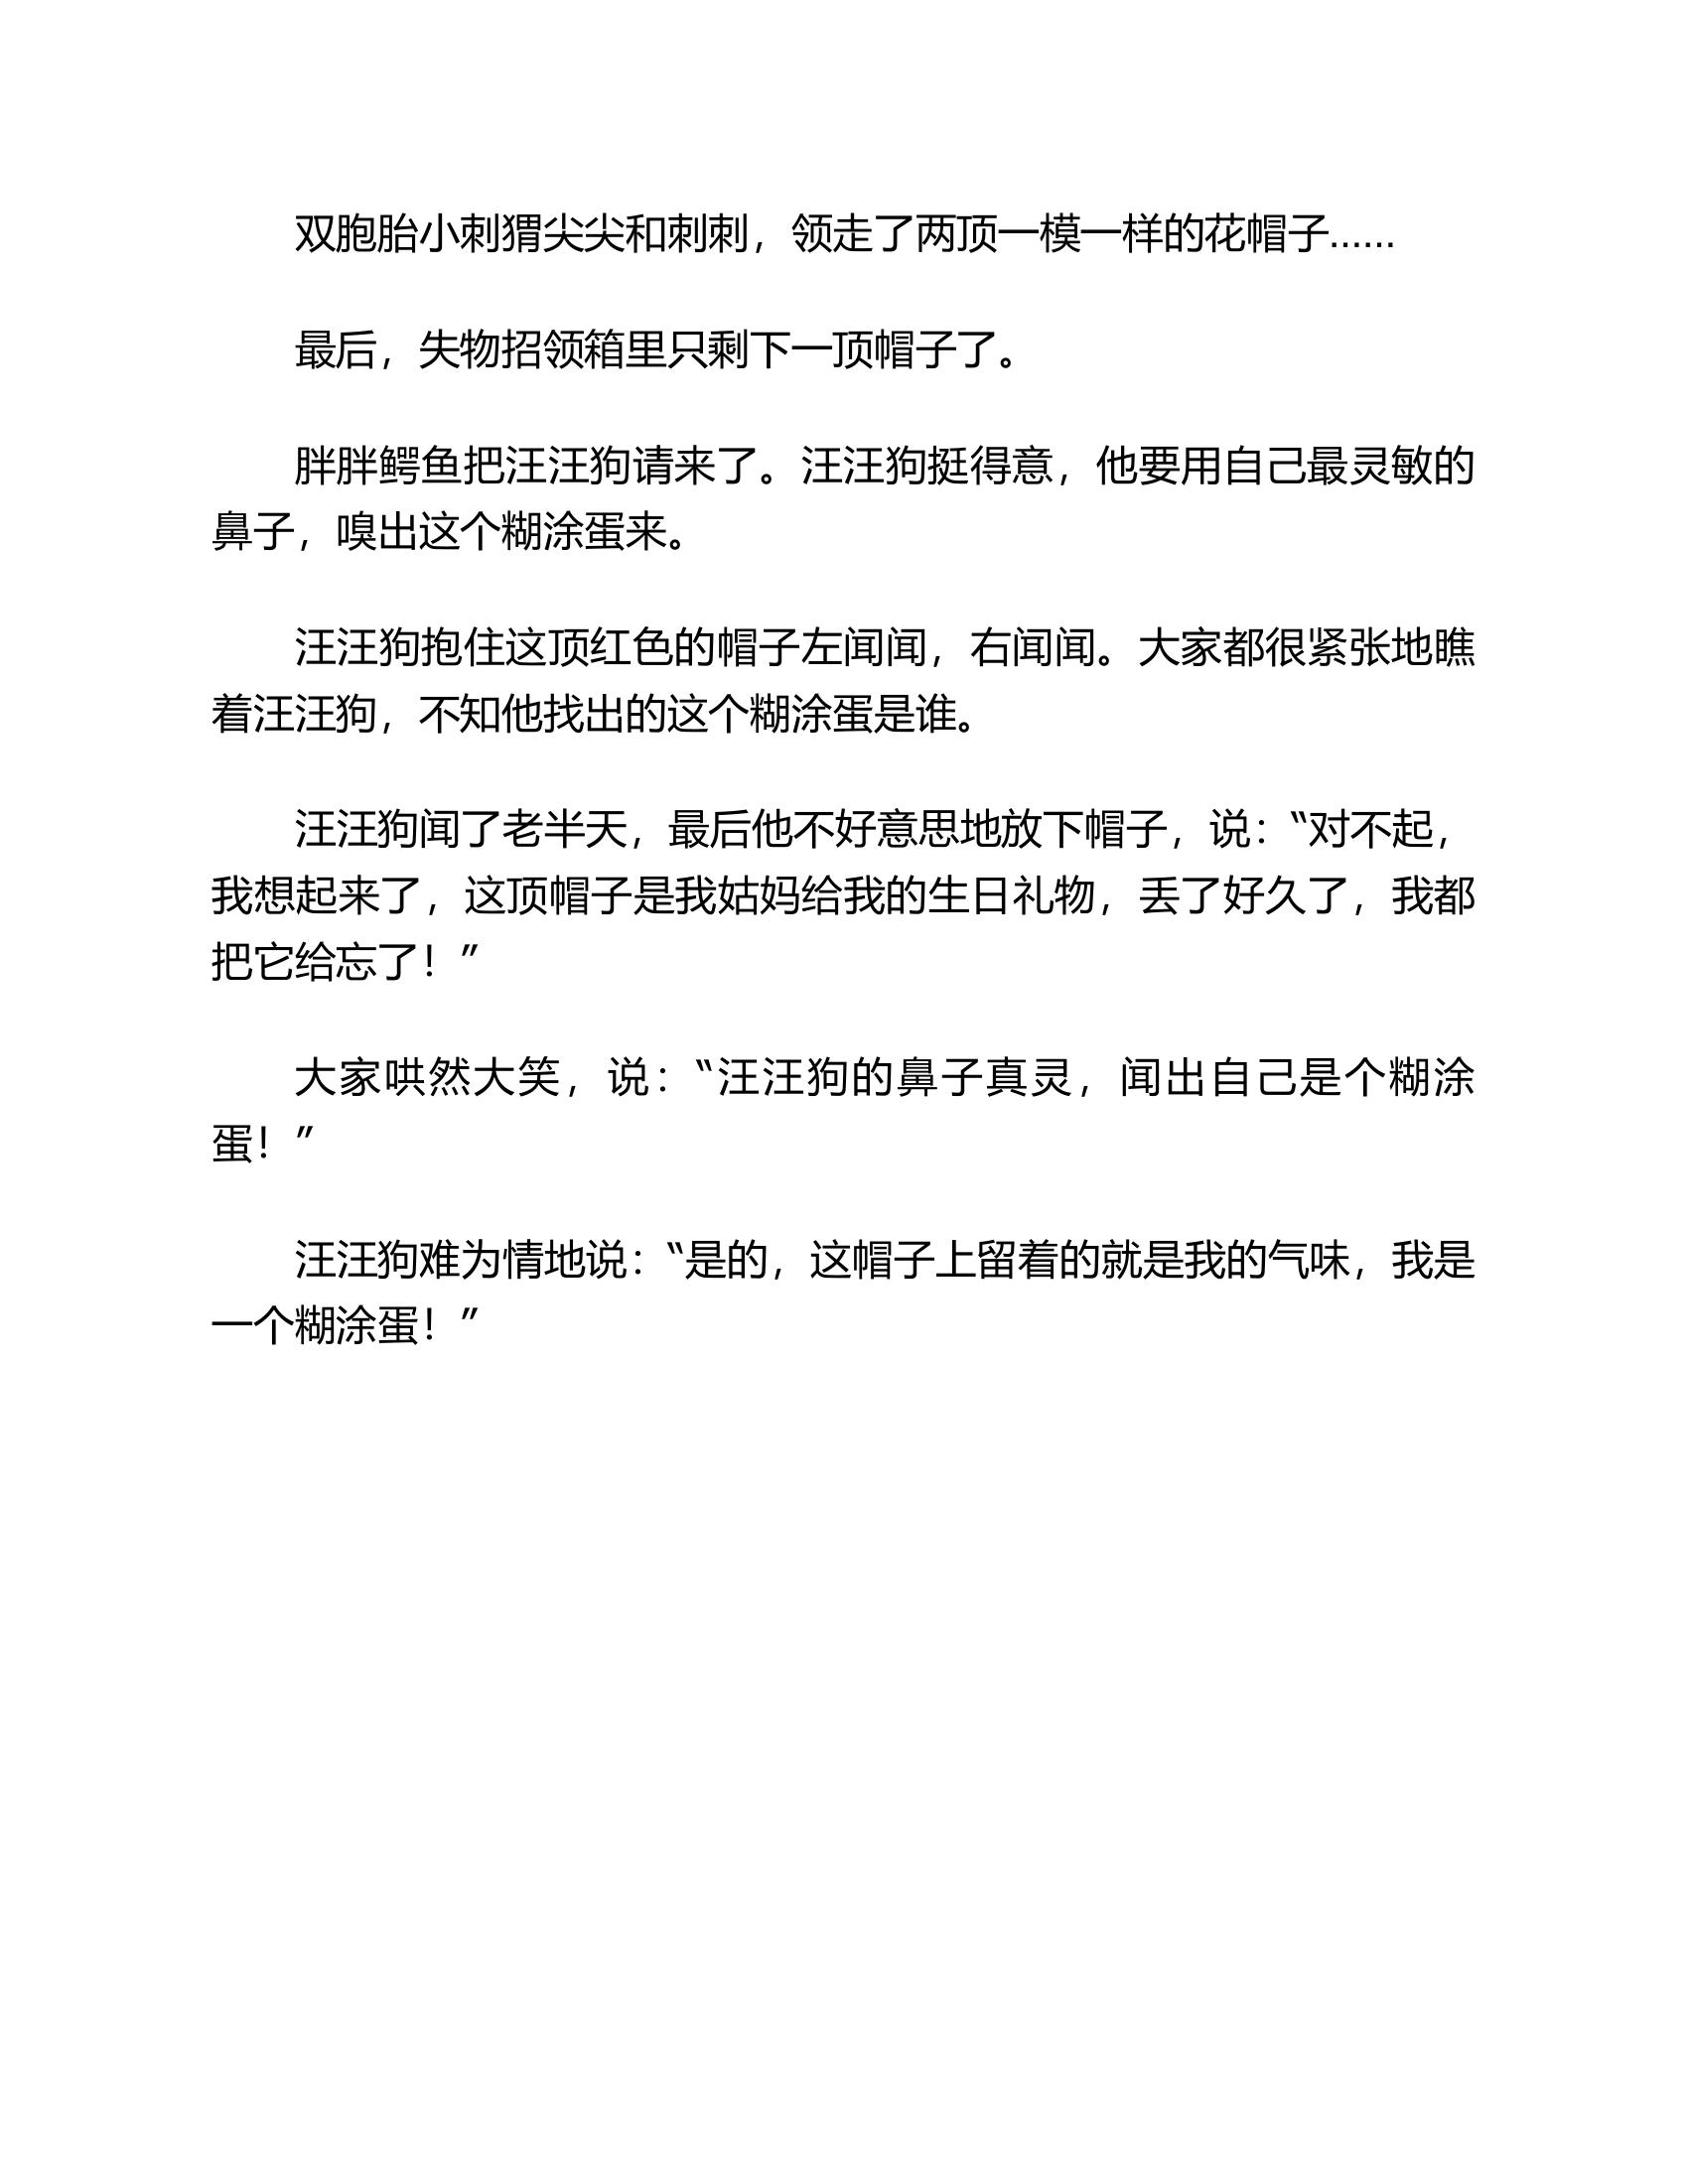 双胞胎小刺猬尖尖和刺刺，领走了两顶一模一样的花帽子……
最后，失物招领箱里只剩下一顶帽子了。
胖胖鳄鱼把汪汪狗请来了。汪汪狗挺得意，他要用自己最灵敏的
鼻子，嗅出这个糊涂蛋来。
汪汪狗抱住这顶红色的帽子左闻闻，右闻闻。大家都很紧张地瞧
着汪汪狗，不知他找出的这个糊涂蛋是谁。
汪汪狗闻了老半天，最后他不好意思地放下帽子，说：“对不起，
我想起来了，这顶帽子是我姑妈给我的生日礼物，丢了好久了，我都
把它给忘了！”
大家哄然大笑，说：“汪汪狗的鼻子真灵，闻出自己是个糊涂
蛋！”
汪汪狗难为情地说：“是的，这帽子上留着的就是我的气味，我是
一个糊涂蛋！”